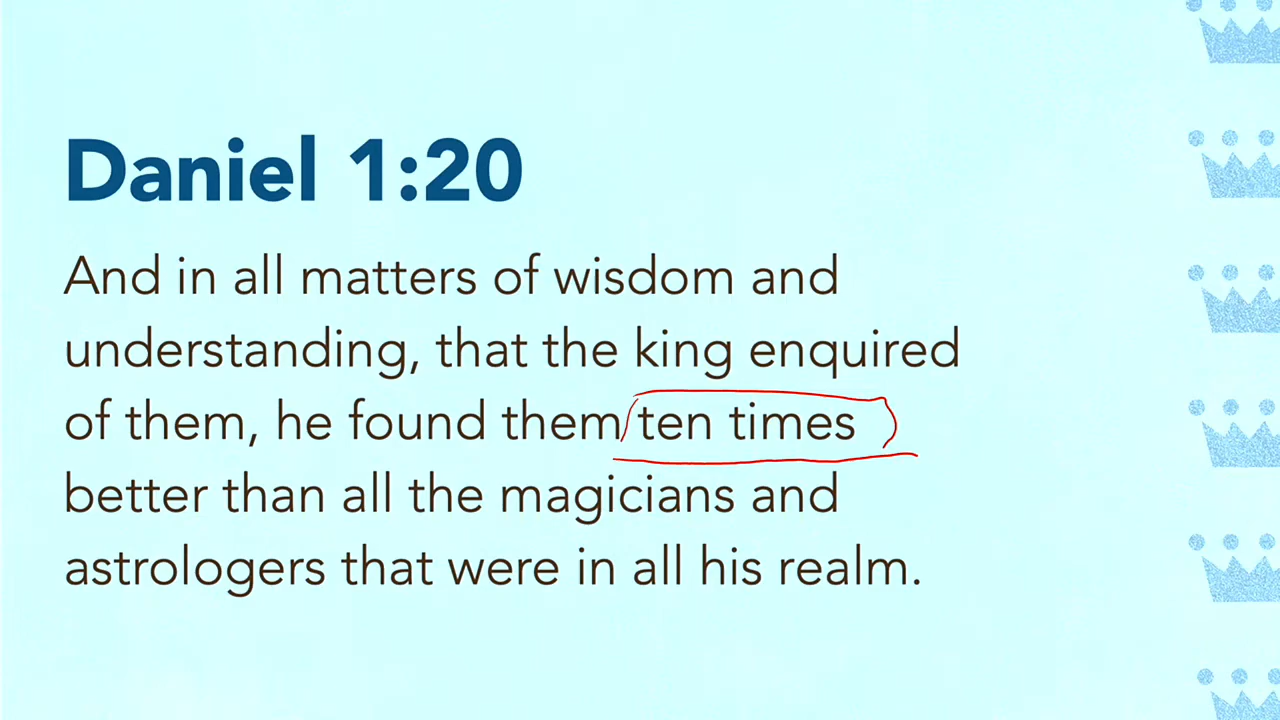 Daniel 1:20
And in all matters of wisdom and
understanding, that the king enquired
of them, he found them ten times
better than all the magicians and
astrologers that were in all his realm.